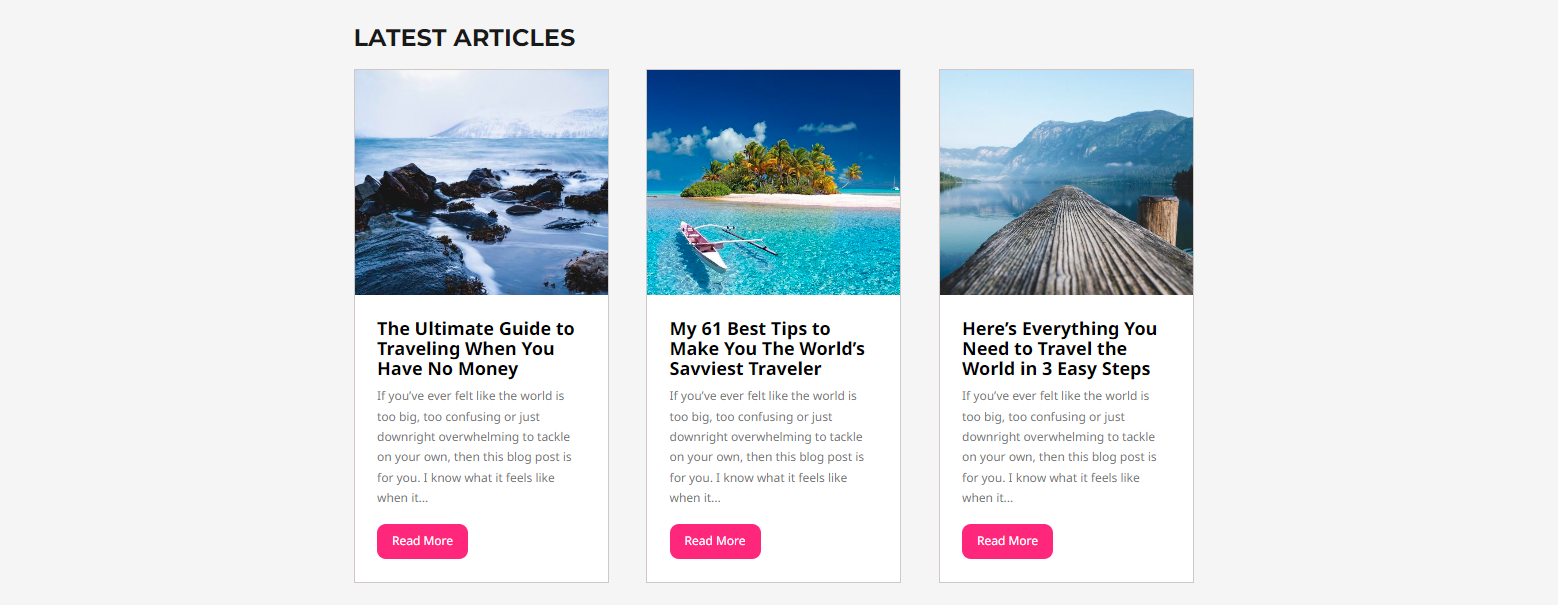 LATEST ARTICLES
The Ultimate Guide to
Traveling When You
Have No Money
If you’ve ever felt like the world is
too big, too confusing or just
downright overwhelming to tackle
on your own, then this blog post is
for you. I know what it feels like
when it...
Read More
My 61 Best Tips to
Make You The World’s
Savviest Traveler
If you’ve ever felt like the world is
too big, too confusing or just
downright overwhelming to tackle
on your own, then this blog post is
for you. I know what it feels like
when it...
Read More
Here’s Everything You
Need to Travel the
World in 3 Easy Steps
If you’ve ever felt like the world is
too big, too confusing or just
downright overwhelming to tackle
on your own, then this blog post is
for you. I know what it feels like
when it...
Read More